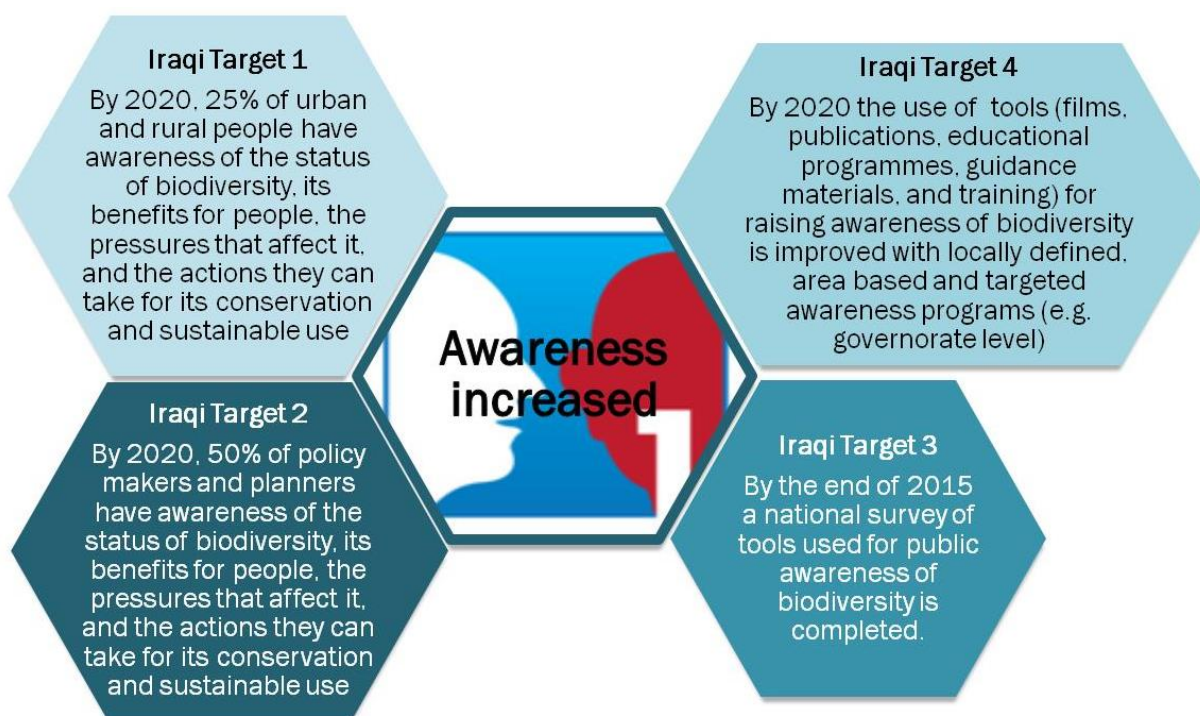 Iraqi Target 1
By 2020, 25% of urban
and rural people have
awareness of the status
of biodiversity, its
benefits for people, the
pressures that affect it,
and the actions they can
take for its conservation
and sustainable use
Iraqi Target 4
By 2020 the use of tools (films,
publications, educational
programmes, guidance
materials, and training) for
raising awareness of biodiversity
is improved with locally defined,
area based and targeted
awareness programs (e.g.
governorate level)
Awareness
increased
1
Iraqi Target 2
By 2020, 50% of policy
makers and planners
have awareness of the
status of biodiversity, its
benefits for people, the
pressures that affect it,
and the actions they can
take for its conservation
and sustainable use
Iraqi Target 3
By the end of 2015
a national survey of
tools used for public
awareness of
biodiversity is
completed.